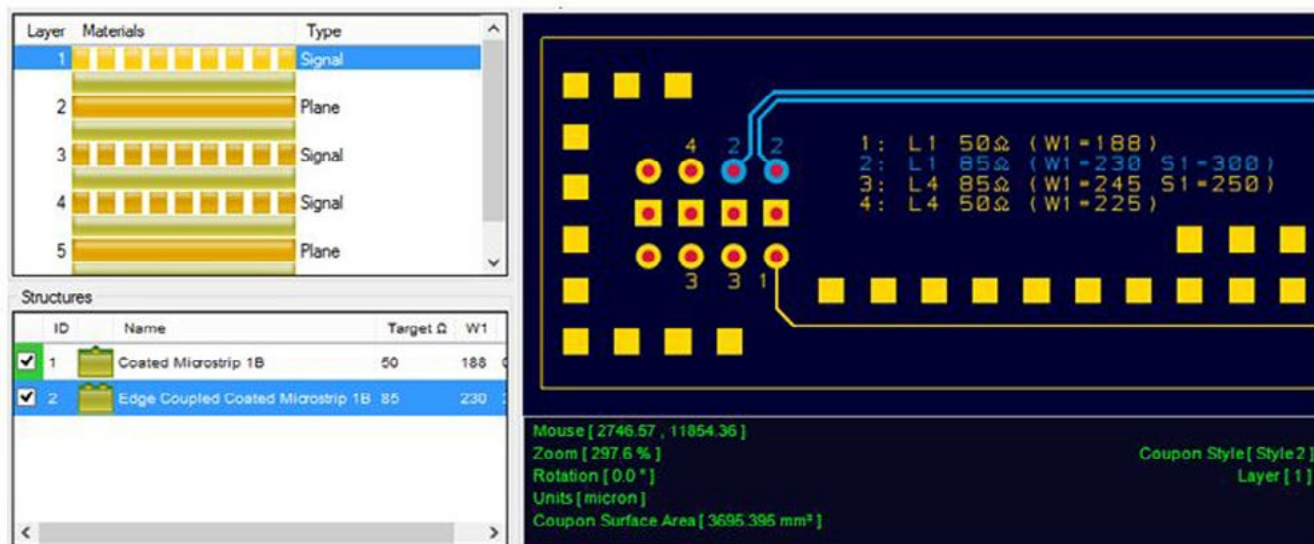 Layer Materials Type
1 Signal
2 Plane
3 Signal
4 Signal
5 Plane
Structures
ID Name Target Ω W1
1 Coated Microstrip 1B 50 188
2 Edge Coupled Coated Microstrip 1B 85 230
4 2 2
3 3 1
1: L1 50Ω (W1=188)
2: L1 85Ω (W1=230 S1=300)
3: L4 85Ω (W1=245 S1=250)
4: L4 50Ω (W1=225)
Mouse [ 2746.57 , 11854.36 ]
Zoom [ 297.6 % ]
Rotation [ 0.0 ° ]
Units [ micron ]
Coupon Surface Area [ 3695.395 mm² ]
Coupon Style [ Style 2 ]
Layer [ 1 ]